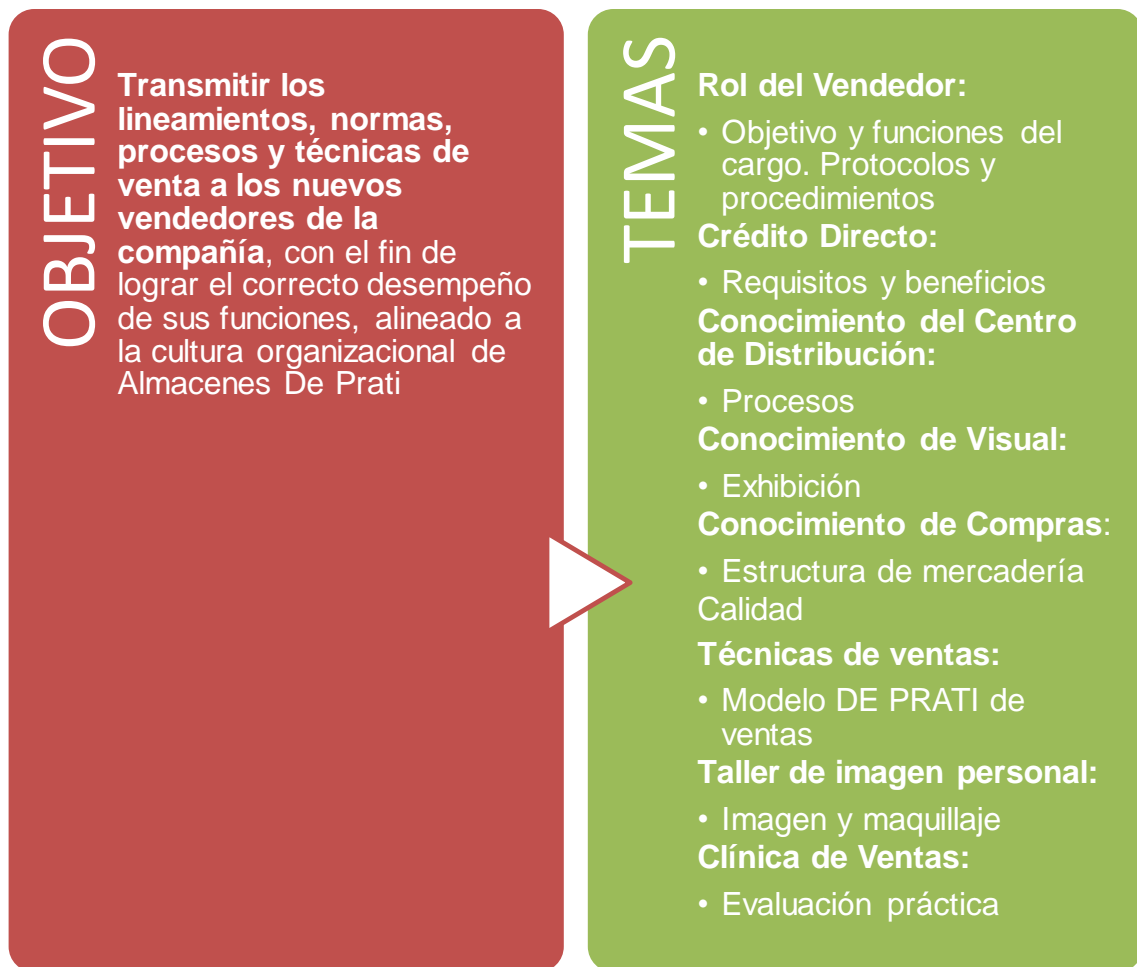 OBJETIVO
Transmitir los
lineamientos, normas,
procesos y técnicas de
venta a los nuevos
vendedores de la
compañía, con el fin de
lograr el correcto desempeño
de sus funciones, alineado a
la cultura organizacional de
Almacenes De Prati
TEMAS
Rol del Vendedor:
• Objetivo y funciones del
cargo. Protocolos y
procedimientos
Crédito Directo:
• Requisitos y beneficios
Conocimiento del Centro
de Distribución:
• Procesos
Conocimiento de Visual:
• Exhibición
Conocimiento de Compras:
• Estructura de mercadería
Calidad
Técnicas de ventas:
• Modelo DE PRATI de
ventas
Taller de imagen personal:
• Imagen y maquillaje
Clínica de Ventas:
• Evaluación práctica